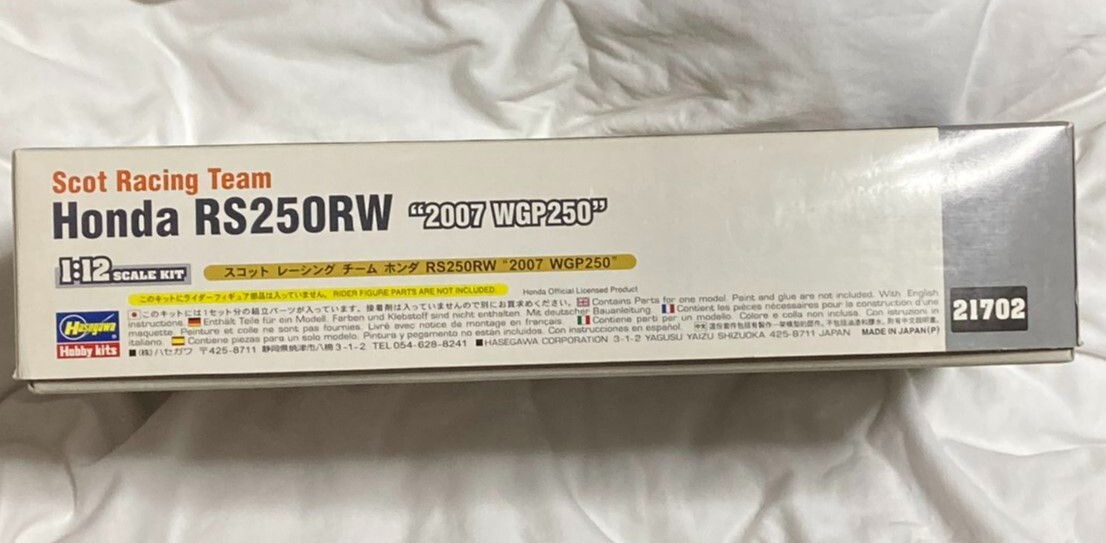 Scot Racing Team
Honda RS250RW "2007 WGP250"
1:12 SCALE KIT
スコット レーシング チーム ホンダ RS250RW "2007 WGP250"
このキットにライダーフィギュア部品は入っていません。 RIDER FIGURE PARTS ARE NOT INCLUDED.
Honda Official Licensed Product
このキットには1セット分の組立パーツが入っています。接着剤は入っていませんので別にお買求めください。 Contains Parts for one model. Paint and glue are not included. With English
instructions. Enthält Teile für ein Modell. Farben und Klebstoff sind nicht enthalten. Mit deutscher Bauanleitung. Contient les pièces nécessaires pour la construction d'une
maquette. Peinture et colle ne sont pas fournies. Livré avec notice de montage en francais. Contiene parti per un modello. Colore e colla non inclusa. Con istruzioni in
italiano. Contiene piezas para un solo modelo. Pintura y pegamento no están incluidos. Con instrucciones en español.
MADE IN JAPAN(P)
■(株)ハセガワ 〒425-8711 静岡県焼津市八楠3-1-2 TEL 054-628-8241 ■HASEGAWA CORPORATION 3-1-2 YAGUSU YAIZU SHIZUOKA 425-8711 JAPAN
Hasegawa
Hobby kits
21702